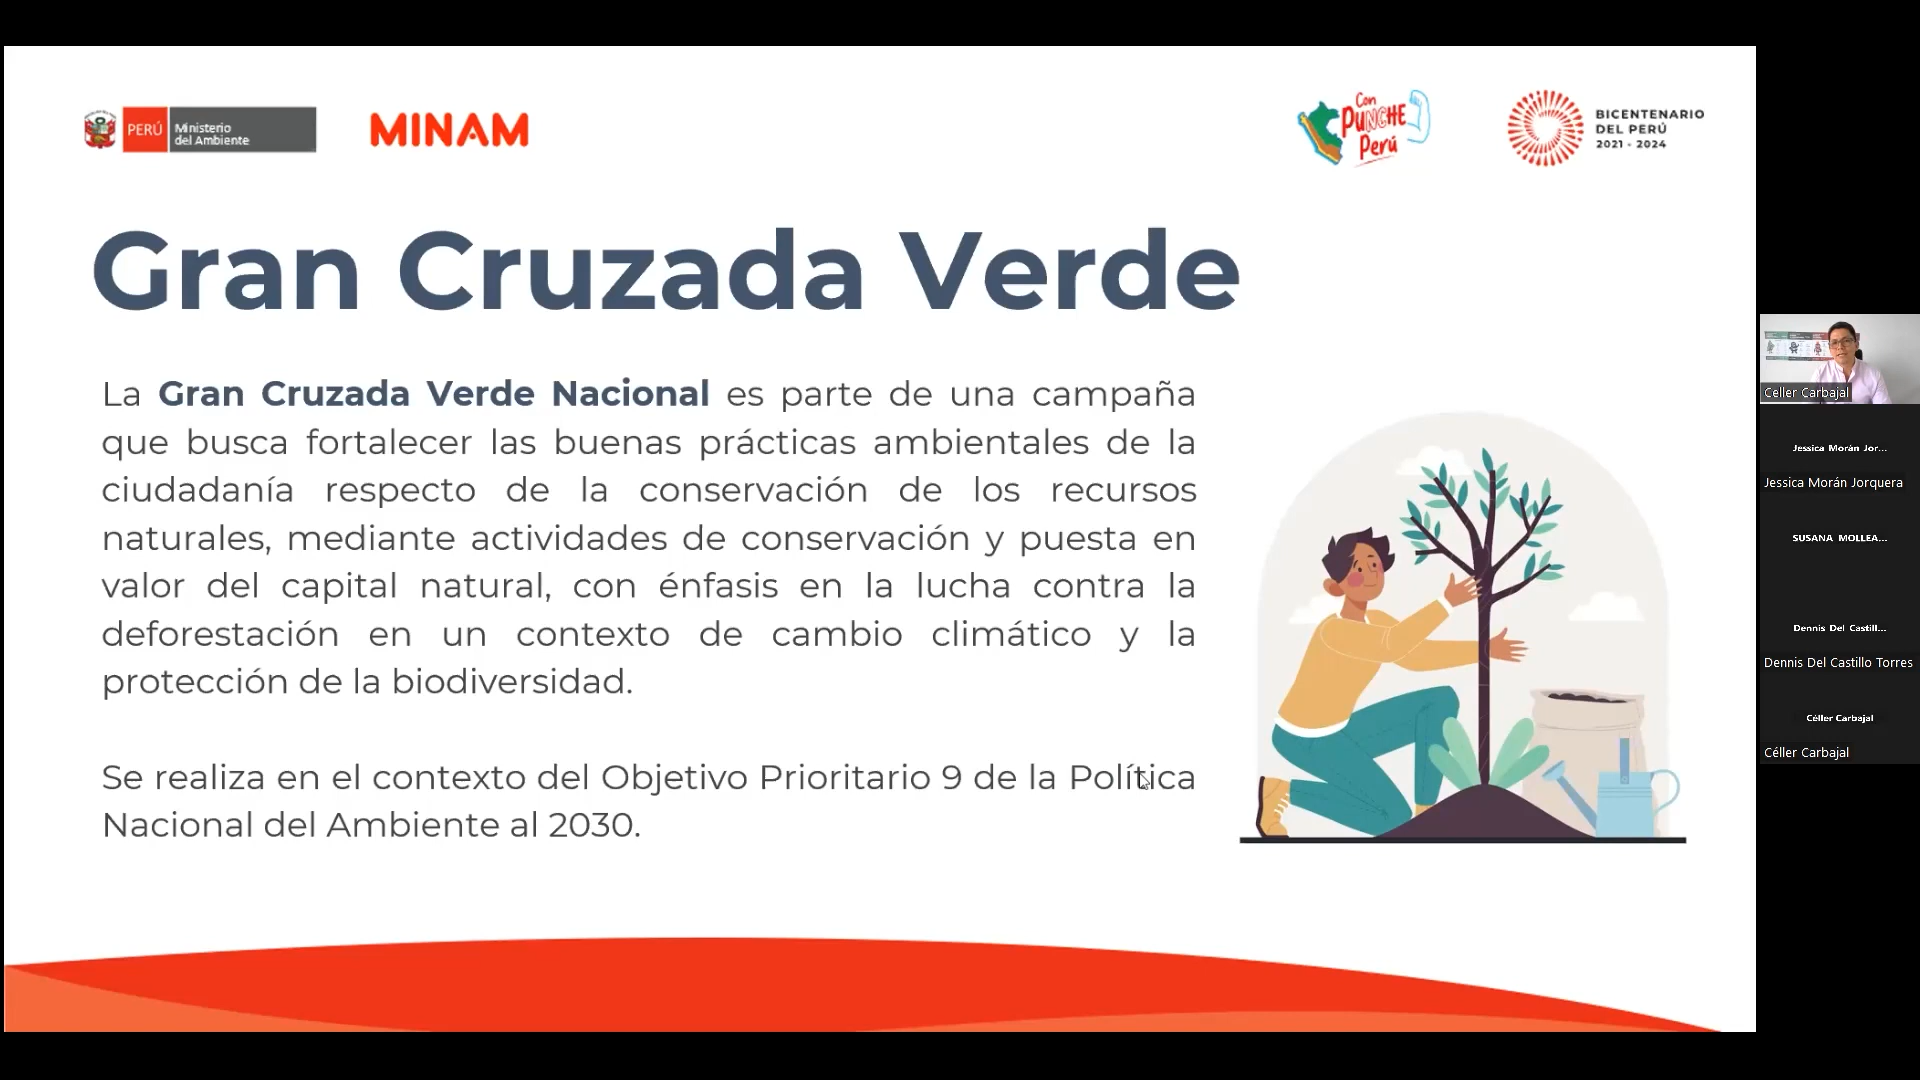 PERÚ
Ministerio
del Ambiente
MINAM
Con
PUNCHE
Perú
BICENTENARIO
DEL PERÚ
2021 - 2024
Gran Cruzada Verde
La Gran Cruzada Verde Nacional es parte de una campaña
que busca fortalecer las buenas prácticas ambientales de la
ciudadanía respecto de la conservación de los recursos
naturales, mediante actividades de conservación y puesta en
valor del capital natural, con énfasis en la lucha contra la
deforestación en un contexto de cambio climático y la
protección de la biodiversidad.
Se realiza en el contexto del Objetivo Prioritario 9 de la Política
Nacional del Ambiente al 2030.
Celler Carbajal
Jessica Morán Jor...
Jessica Morán Jorquera
SUSANA MOLLEA...
Dennis Del Castill...
Dennis Del Castillo Torres
Céller Carbajal
Céller Carbajal